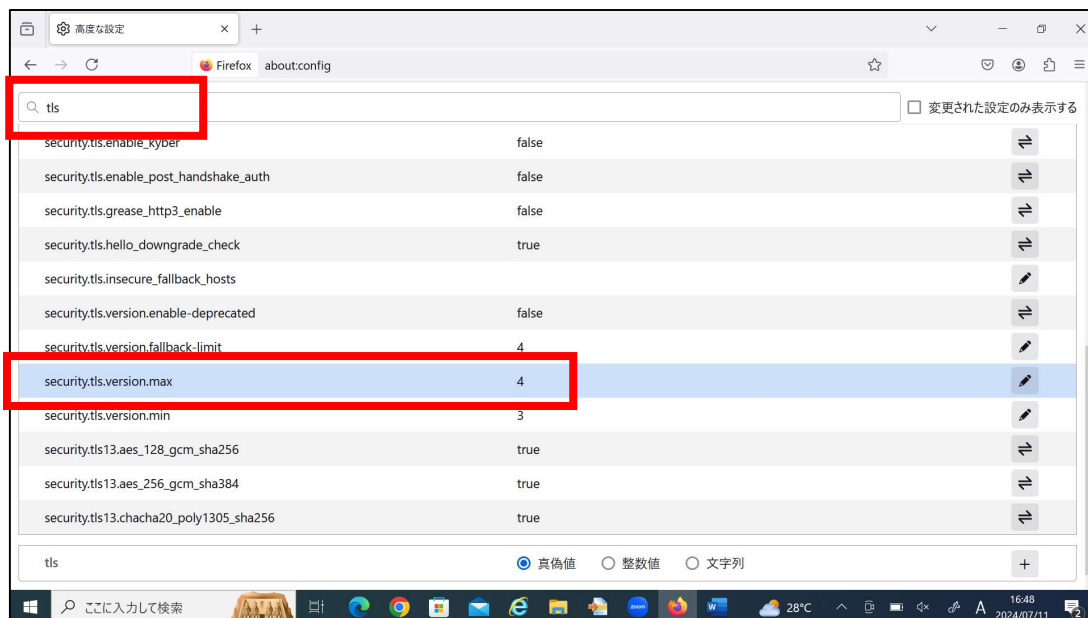 高度な設定
Firefox about:config
tls
変更された設定のみ表示する
security.tls.enable_kyber false
security.tls.enable_post_handshake_auth false
security.tls.grease_http3_enable false
security.tls.hello_downgrade_check true
security.tls.insecure_fallback_hosts
security.tls.version.enable-deprecated false
security.tls.version.fallback-limit 4
security.tls.version.max 4
security.tls.version.min 3
security.tls13.aes_128_gcm_sha256 true
security.tls13.aes_256_gcm_sha384 true
security.tls13.chacha20_poly1305_sha256 true
tls 真偽値 整数値 文字列
ここに入力して検索 zoom W 28°C A 16:48
2024/07/11 2